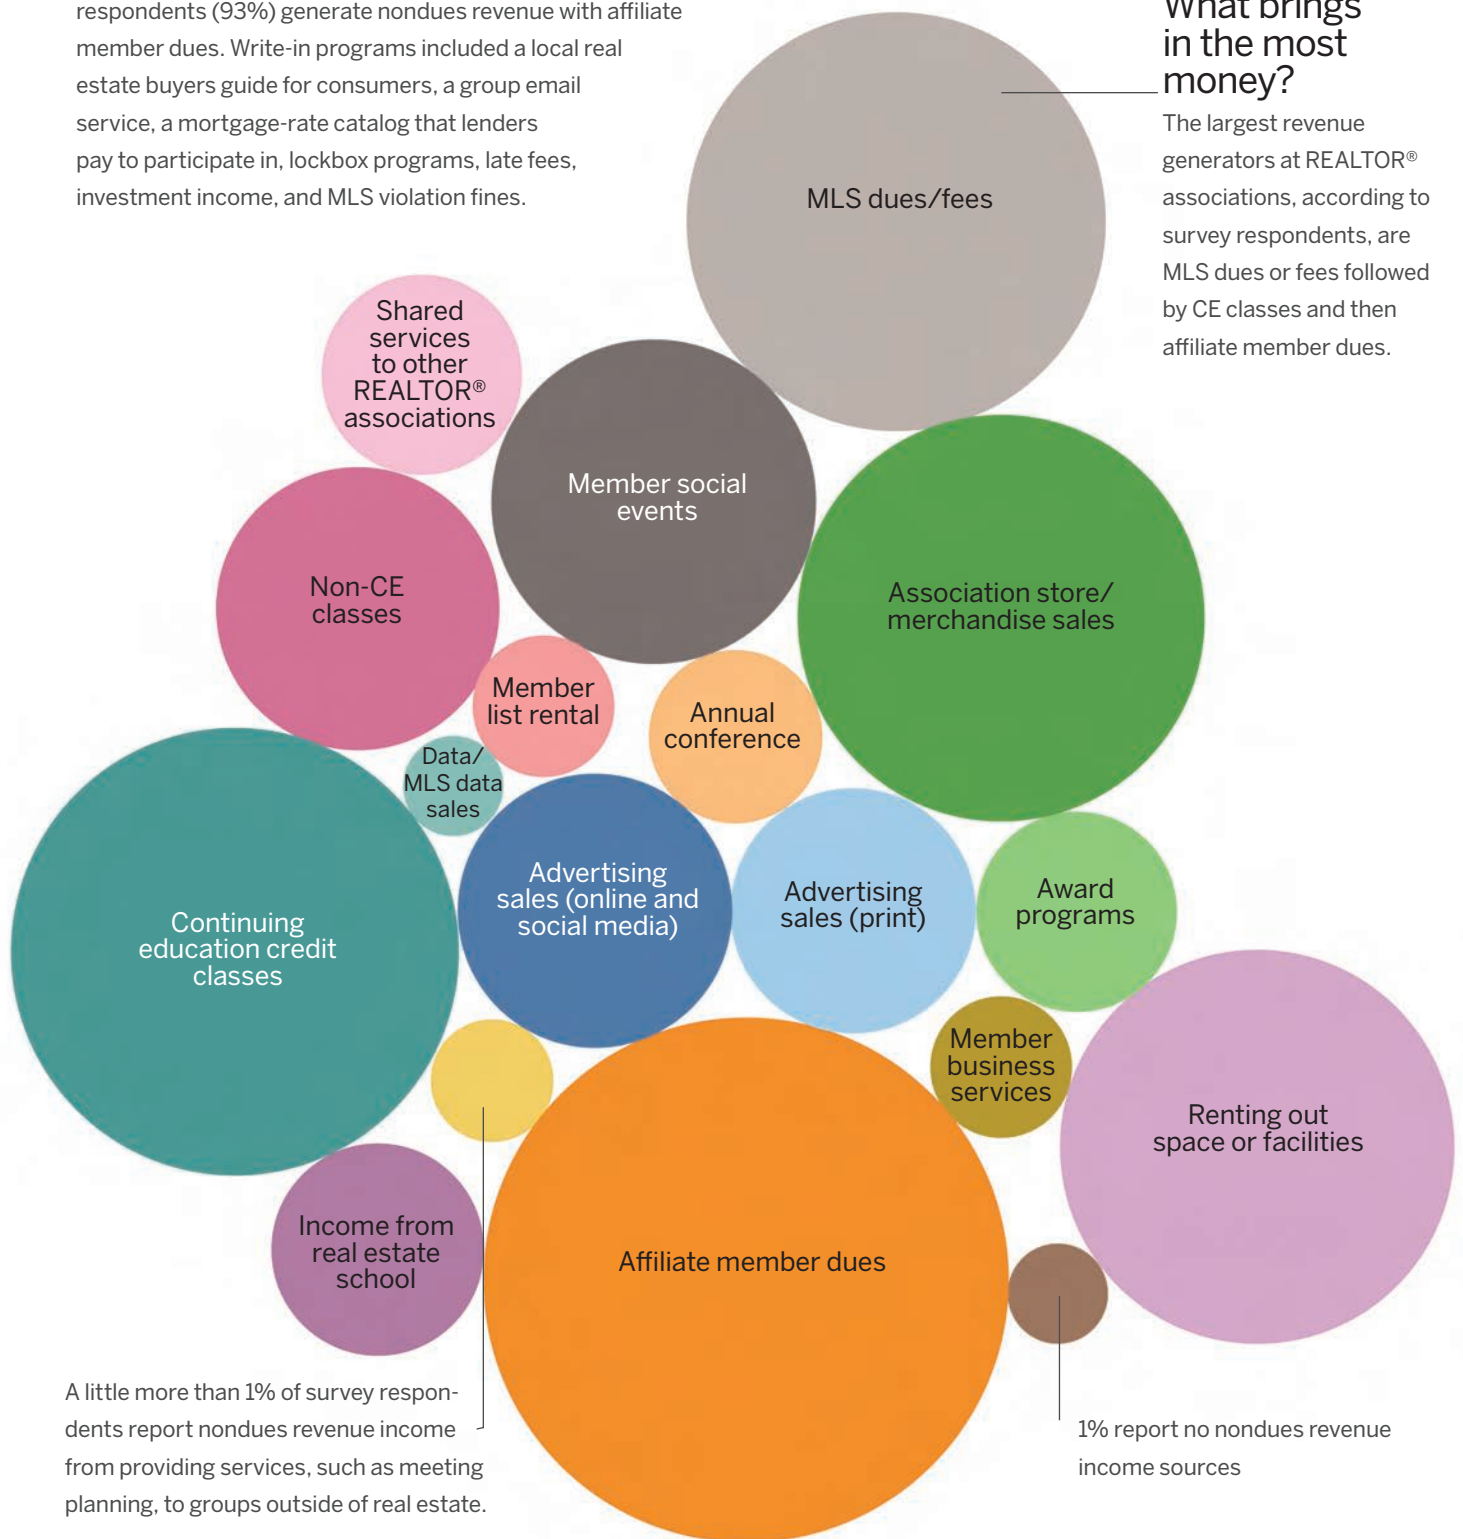 respondents (93%) generate nondues revenue with affiliate
member dues. Write-in programs included a local real
estate buyers guide for consumers, a group email
service, a mortgage-rate catalog that lenders
pay to participate in, lockbox programs, late fees,
investment income, and MLS violation fines.
What brings
in the most
money?
The largest revenue
generators at REALTOR®
associations, according to
survey respondents, are
MLS dues or fees followed
by CE classes and then
affiliate member dues.
MLS dues/fees
Shared
services
to other
REALTOR®
associations
Member social
events
Non-CE
classes
Association store/
merchandise sales
Member
list rental
Annual
conference
Data/
MLS data
sales
Advertising
sales (online and
social media)
Advertising
sales (print)
Award
programs
Continuing
education credit
classes
Member
business
services
Renting out
space or facilities
Income from
real estate
school
Affiliate member dues
A little more than 1% of survey respon-
dents report nondues revenue income
from providing services, such as meeting
planning, to groups outside of real estate.
1% report no nondues revenue
income sources